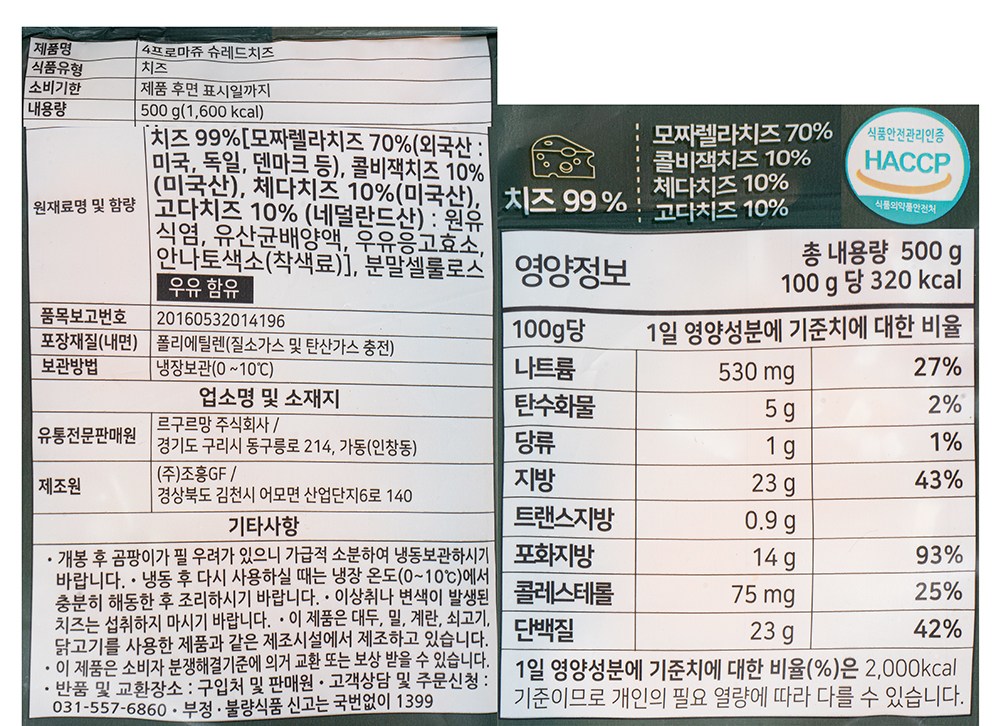 제품명 4프로마쥬 슈레드치즈
식품유형 치즈
소비기한 제품 후면 표시일까지
내용량 500 g(1,600 kcal)
원재료명 및 함량
치즈 99%[모짜렐라치즈 70%(외국산 :
미국, 독일, 덴마크 등), 콜비잭치즈 10%
(미국산), 체다치즈 10%(미국산),
고다치즈 10% (네덜란드산) : 원유
식염, 유산균배양액, 우유응고효소,
안나토색소(착색료)], 분말셀룰로스
우유 함유
품목보고번호 20160532014196
포장재질(내면) 폴리에틸렌(질소가스 및 탄산가스 충전)
보관방법 냉장보관(0 ~10℃)
업소명 및 소재지
유통전문판매원
르구르망 주식회사 /
경기도 구리시 동구릉로 214, 가동(인창동)
제조원
(주)조흥GF /
경상북도 김천시 어모면 산업단지6로 140
기타사항
• 개봉 후 곰팡이가 필 우려가 있으니 가급적 소분하여 냉동보관하시기
바랍니다. • 냉동 후 다시 사용하실 때는 냉장 온도(0~10℃)에서
충분히 해동한 후 조리하시기 바랍니다. • 이상취나 변색이 발생된
치즈는 섭취하지 마시기 바랍니다. • 이 제품은 대두, 밀, 계란, 쇠고기,
닭고기를 사용한 제품과 같은 제조시설에서 제조하고 있습니다.
• 이 제품은 소비자 분쟁해결기준에 의거 교환 또는 보상 받을 수 있습니다.
• 반품 및 교환장소 : 구입처 및 판매원 • 고객상담 및 주문신청 :
031-557-6860 • 부정 · 불량식품 신고는 국번없이 1399
치즈 99 %
모짜렐라치즈 70%
콜비잭치즈 10%
체다치즈 10%
고다치즈 10%
식품안전관리인증
HACCP
식품의약품안전처
영양정보
총 내용량 500 g
100 g 당 320 kcal
100g당 1일 영양성분에 기준치에 대한 비율
나트륨 530 mg 27%
탄수화물 5 g 2%
당류 1 g 1%
지방 23 g 43%
트랜스지방 0.9 g
포화지방 14 g 93%
콜레스테롤 75 mg 25%
단백질 23 g 42%
1일 영양성분에 기준치에 대한 비율(%)은 2,000kcal
기준이므로 개인의 필요 열량에 따라 다를 수 있습니다.